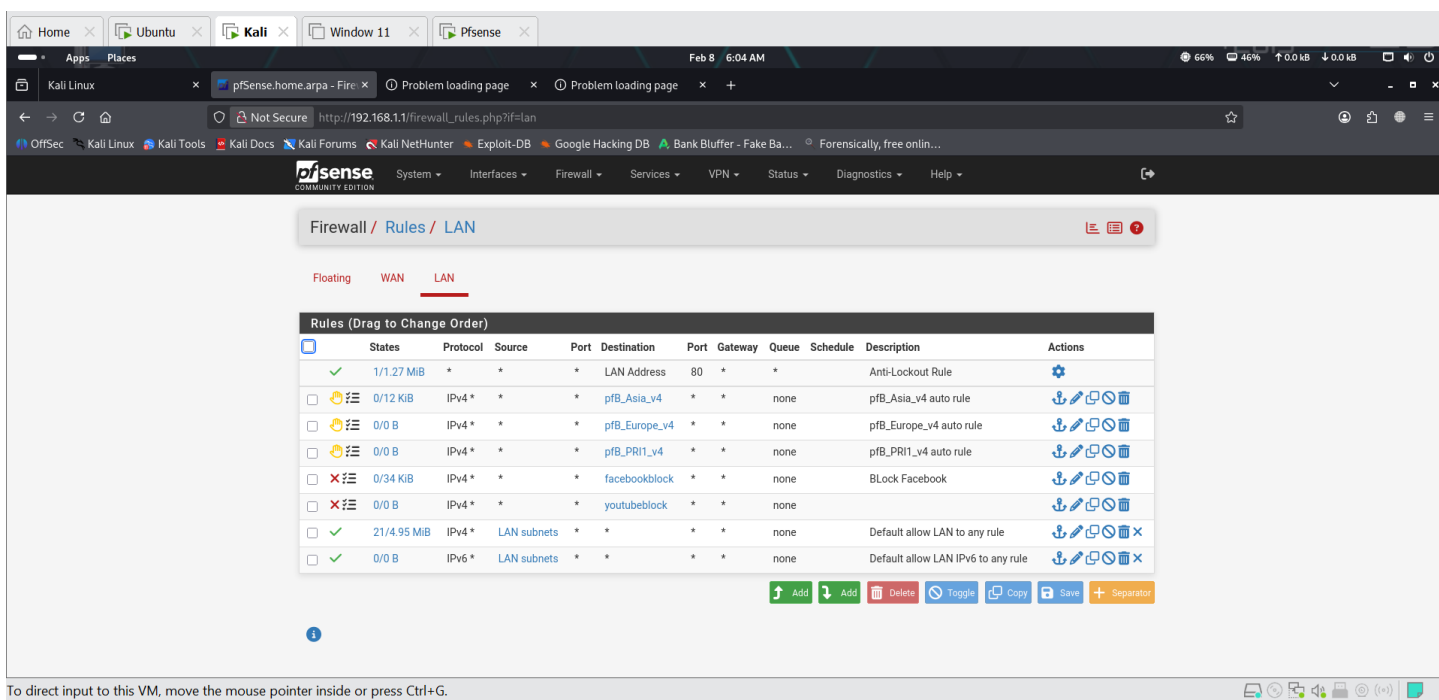 Home Ubuntu Kali Window 11 Pfsense
Apps Places Feb 8 6:04 AM 66% 46% ↑0.0 kB ↓0.0 kB
Kali Linux pfSense.home.arpa - Fire Problem loading page Problem loading page
Not Secure http://192.168.1.1/firewall_rules.php?if=lan
OffSec Kali Linux Kali Tools Kali Docs Kali Forums Kali NetHunter Exploit-DB Google Hacking DB Bank Bluffer - Fake Ba... Forensically, free onlin...
pfsense System Interfaces Firewall Services VPN Status Diagnostics Help
COMMUNITY EDITION
Firewall / Rules / LAN
Floating WAN LAN
Rules (Drag to Change Order)
States Protocol Source Port Destination Port Gateway Queue Schedule Description Actions
1/1.27 MiB * * * LAN Address 80 * * Anti-Lockout Rule
0/12 KiB IPv4 * * * pfB_Asia_v4 * * none pfB_Asia_v4 auto rule
0/0 B IPv4 * * * pfB_Europe_v4 * * none pfB_Europe_v4 auto rule
0/0 B IPv4 * * * pfB_PRI1_v4 * * none pfB_PRI1_v4 auto rule
0/34 KiB IPv4 * * * facebookblock * * none BLock Facebook
0/0 B IPv4 * * * youtubeblock * * none
21/4.95 MiB IPv4 * LAN subnets * * * * none Default allow LAN to any rule
0/0 B IPv6 * LAN subnets * * * * none Default allow LAN IPv6 to any rule
Add Add Delete Toggle Copy Save Separator
To direct input to this VM, move the mouse pointer inside or press Ctrl+G.